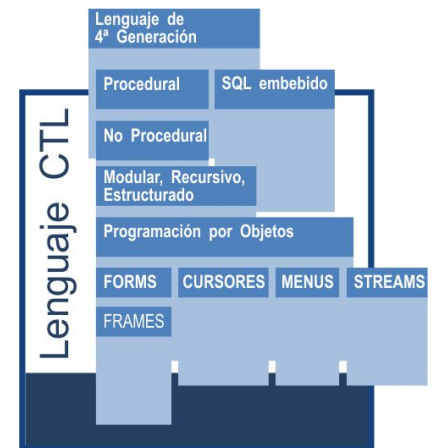 Lenguaje de
4ª Generación
Procedural
SQL embebido
No Procedural
Modular, Recursivo,
Estructurado
Programación por Objetos
FORMS
CURSORES
MENUS
STREAMS
FRAMES
Lenguaje CTL